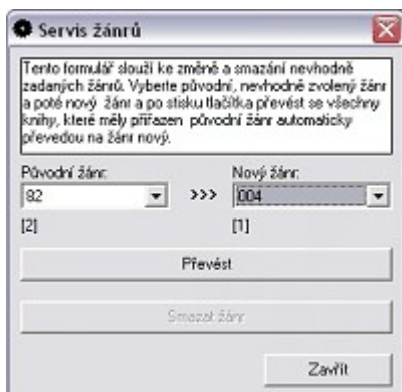 Servis žánrů
Tento formulář slouží ke změně a smazání nevhodně
zadaných žánrů. Vyberte původní, nevhodně zvolený žánr
a poté nový žánr a po stisku tlačítka převést se všechny
knihy, které měly přiřazen původní žánr automaticky
převedou na žánr nový.
Původní žánr: Nový žánr:
82 >>> 004
[2] [1]
Převést
Smazat žánr
Zavřít